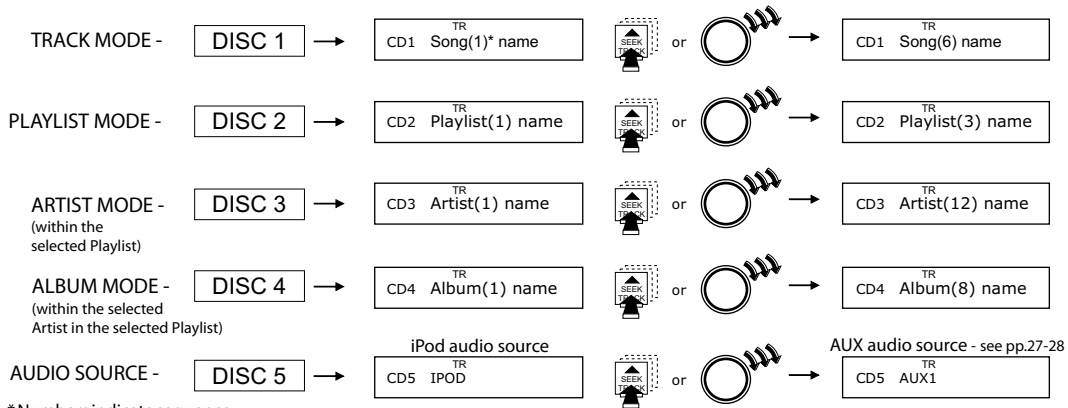 TRACK MODE - DISC 1 TR CD1 Song(1)* name SEEK TRACK or TR CD1 Song(6) name
PLAYLIST MODE - DISC 2 TR CD2 Playlist(1) name SEEK TRACK or TR CD2 Playlist(3) name
ARTIST MODE - DISC 3 TR CD3 Artist(1) name SEEK TRACK or TR CD3 Artist(12) name
(within the
selected Playlist)
ALBUM MODE - DISC 4 TR CD4 Album(1) name SEEK TRACK or TR CD4 Album(8) name
(within the selected
Artist in the selected Playlist)
iPod audio source AUX audio source - see pp.27-28
AUDIO SOURCE - DISC 5 TR CD5 IPOD SEEK TRACK or TR CD5 AUX1
*Numbers indicate sequence